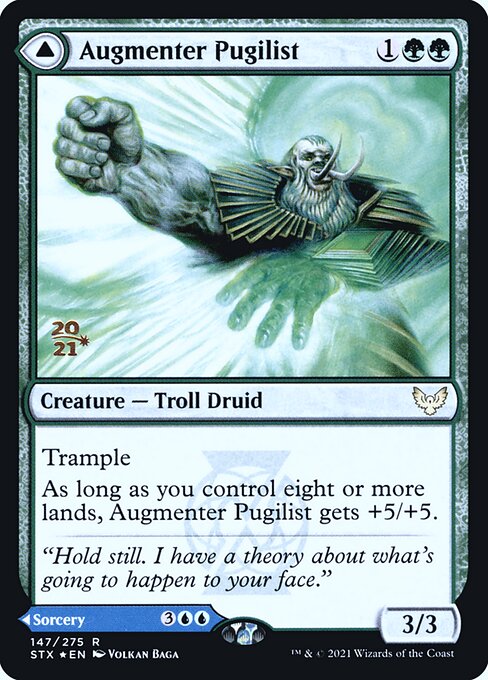 Augmenter Pugilist 1
20
21
Creature — Troll Druid
Trample
As long as you control eight or more
lands, Augmenter Pugilist gets +5/+5.
“Hold still. I have a theory about what’s
going to happen to your face.”
Sorcery 3
3/3
147/275 R
STX ★ EN Volkan Baga
™ & © 2021 Wizards of the Coast